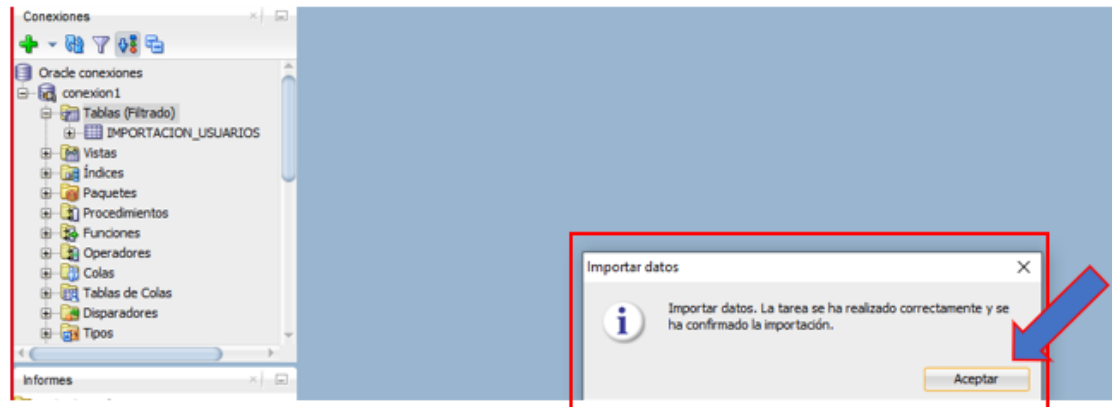 Conexiones
Oracle conexiones
conexion1
Tablas (Filtrado)
IMPORTACION_USUARIOS
Vistas
Índices
Paquetes
Procedimientos
Funciones
Operadores
Colas
Tablas de Colas
Disparadores
Tipos
Informes
Importar datos
Importar datos. La tarea se ha realizado correctamente y se
ha confirmado la importación.
Aceptar